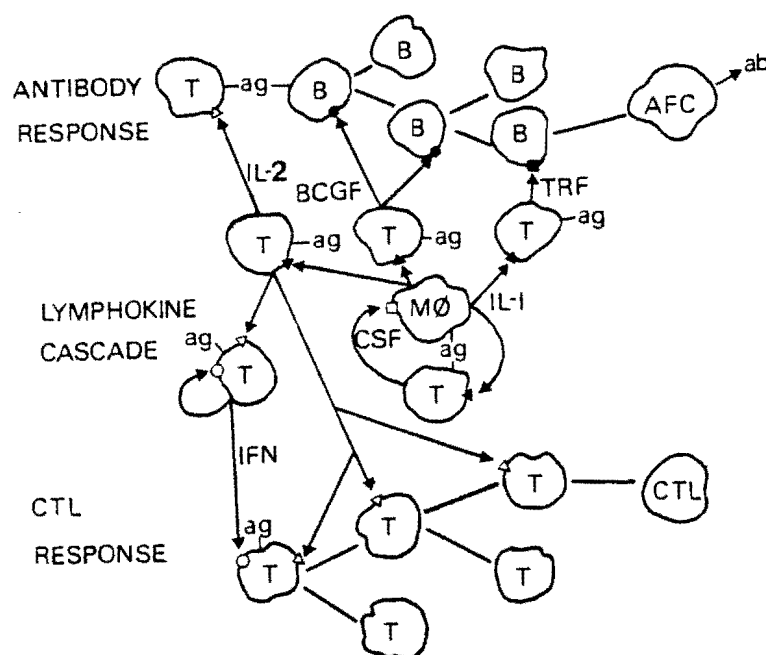 B
T
ag
B
B
ab
ANTIBODY
RESPONSE
B
B
AFC
IL-2
BCGF
TRF
T
ag
T
ag
T
ag
LYMPHOKINE
CASCADE
MØ
IL-I
ag
T
CSF
ag
T
IFN
CTL
RESPONSE
T
CTL
T
ag
T
T
T